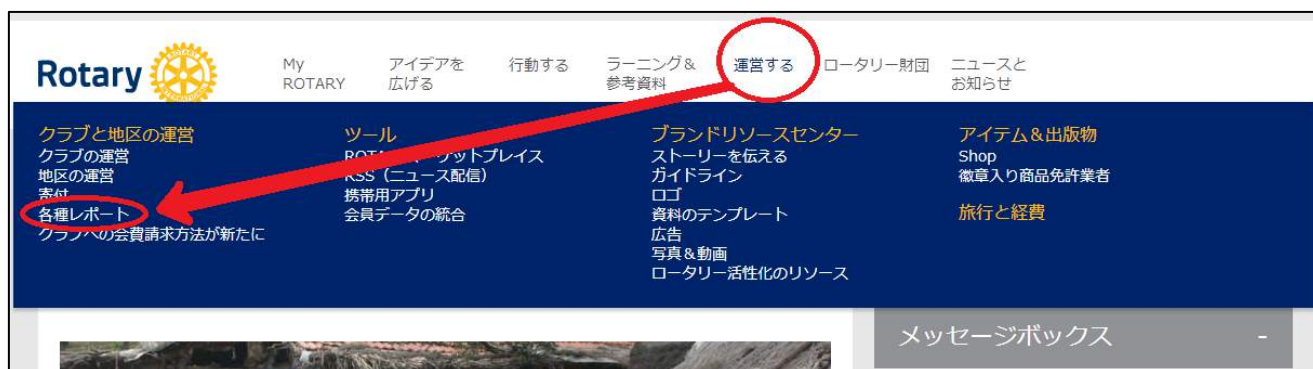 Rotary
My
ROTARY
アイデアを
広げる
行動する
ラーニング＆
参考資料
運営する
ロータリー財団
ニュースと
お知らせ
クラブと地区の運営
クラブの運営
地区の運営
寄付
各種レポート
クラブへの会費請求方法が新たに
ツール
ケットプレイス
RSS（ニュース配信）
携帯用アプリ
会員データの統合
ブランドリソースセンター
ストーリーを伝える
ガイドライン
ロゴ
資料のテンプレート
広告
写真＆動画
ロータリー活性化のリソース
アイテム＆出版物
Shop
徽章入り商品免許業者
旅行と経費
メッセージボックス -